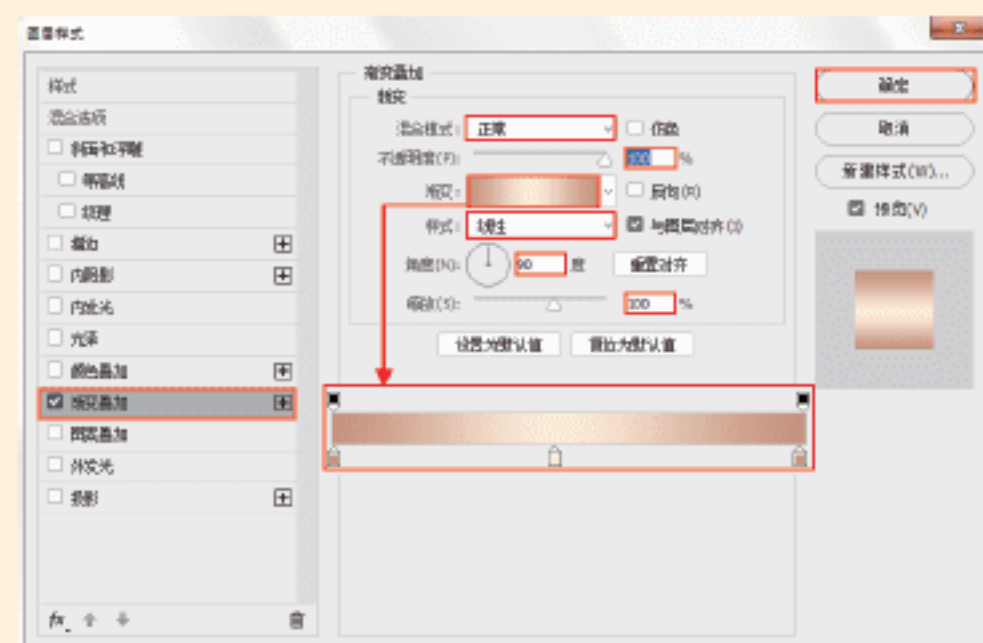 图层样式
样式
混合选项
斜面和浮雕
等高线
纹理
描边
内阴影
内发光
光泽
颜色叠加
渐变叠加
图案叠加
外发光
投影
fx
渐变叠加
渐变
混合模式： 正常 仿色
不透明度(P)： 100 %
渐变： 反向(R)
样式： 线性 与图层对齐(I)
角度(N)： 90 度 重置对齐
缩放(S)： 100 %
设置为默认值 复位为默认值
确定
取消
新建样式(W)...
预览(V)